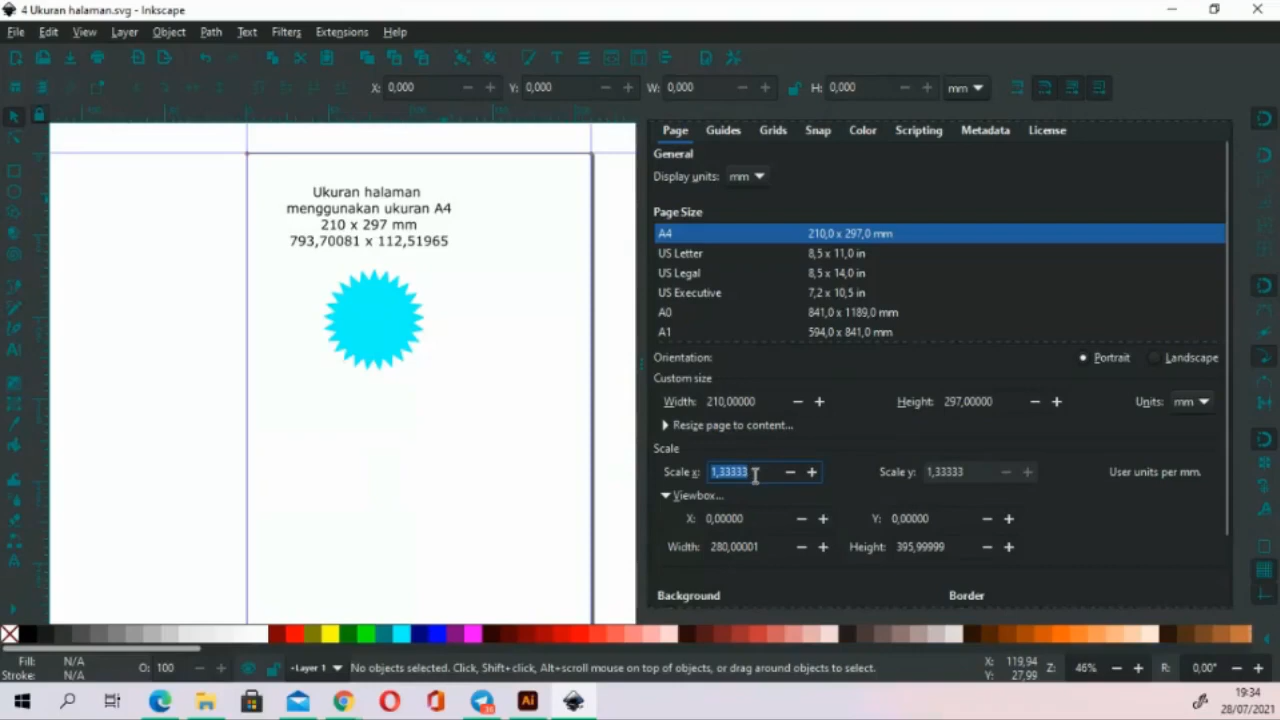 4 Ukuran halaman.svg - Inkscape
File Edit View Layer Object Path Text Filters Extensions Help
X: 0,000 Y: 0,000 W: 0,000 H: 0,000 mm
Page Guides Grids Snap Color Scripting Metadata License
General
Display units: mm
Page Size
A4 210,0 x 297,0 mm
US Letter 8,5 x 11,0 in
US Legal 8,5 x 14,0 in
US Executive 7,2 x 10,5 in
A0 841,0 x 1189,0 mm
A1 594,0 x 841,0 mm
Orientation: Portrait Landscape
Custom size
Width: 210,00000 Height: 297,00000 Units: mm
Resize page to content...
Scale
Scale x: 1,33333 Scale y: 1,33333 User units per mm.
Viewbox...
X: 0,00000 Y: 0,00000
Width: 280,00001 Height: 395,99999
Background Border
Ukuran halaman
menggunakan ukuran A4
210 x 297 mm
793,70081 x 112,51965
Fill: N/A
Stroke: N/A
O: 100
Layer 1
No objects selected. Click, Shift+click, Alt+scroll mouse on top of objects, or drag around objects to select.
X: 119,94
Y: 27,99
Z: 46% R: 0,00°
Ai
19:34
28/07/2021